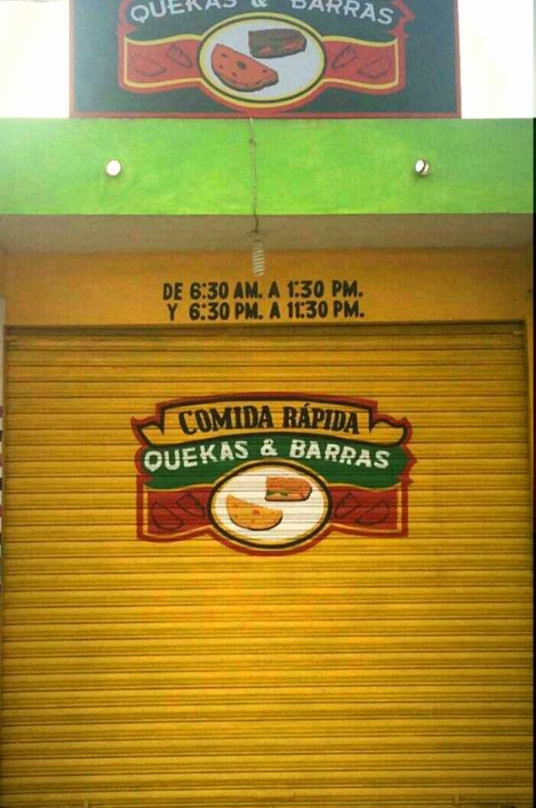 QUEKAS & BARRAS
DE 6:30 AM. A 1:30 PM.
Y 6:30 PM. A 11:30 PM.
COMIDA RÁPIDA
QUEKAS & BARRAS